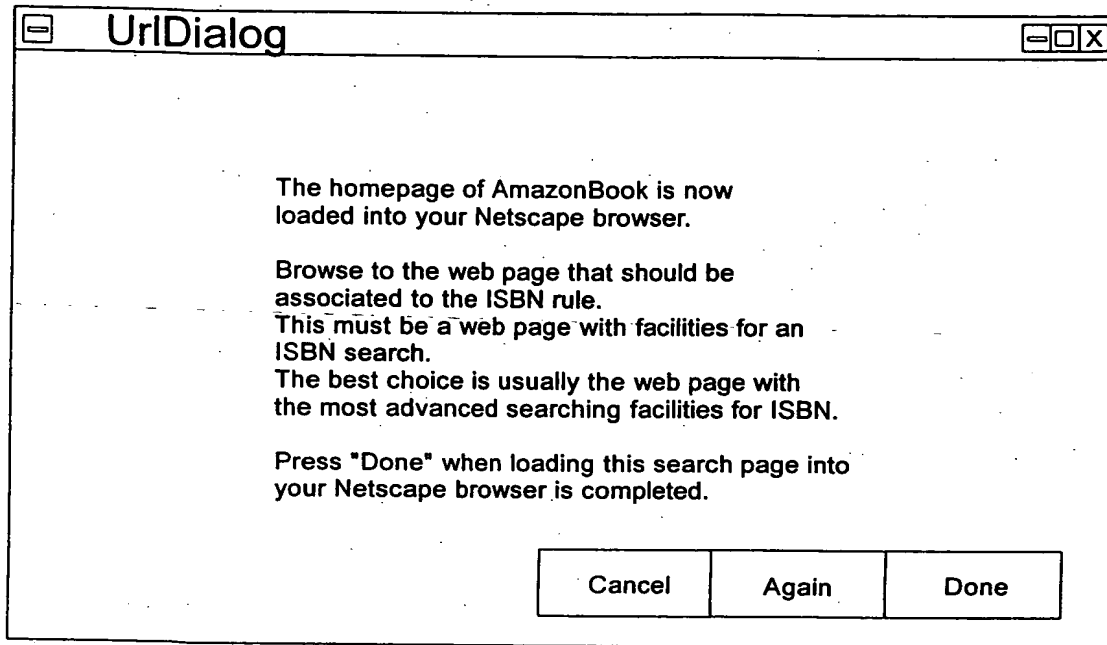 UrlDialog
The homepage of AmazonBook is now
loaded into your Netscape browser.
Browse to the web page that should be
associated to the ISBN rule.
This must be a web page with facilities for an
ISBN search.
The best choice is usually the web page with
the most advanced searching facilities for ISBN.
Press "Done" when loading this search page into
your Netscape browser is completed.
Cancel Again Done